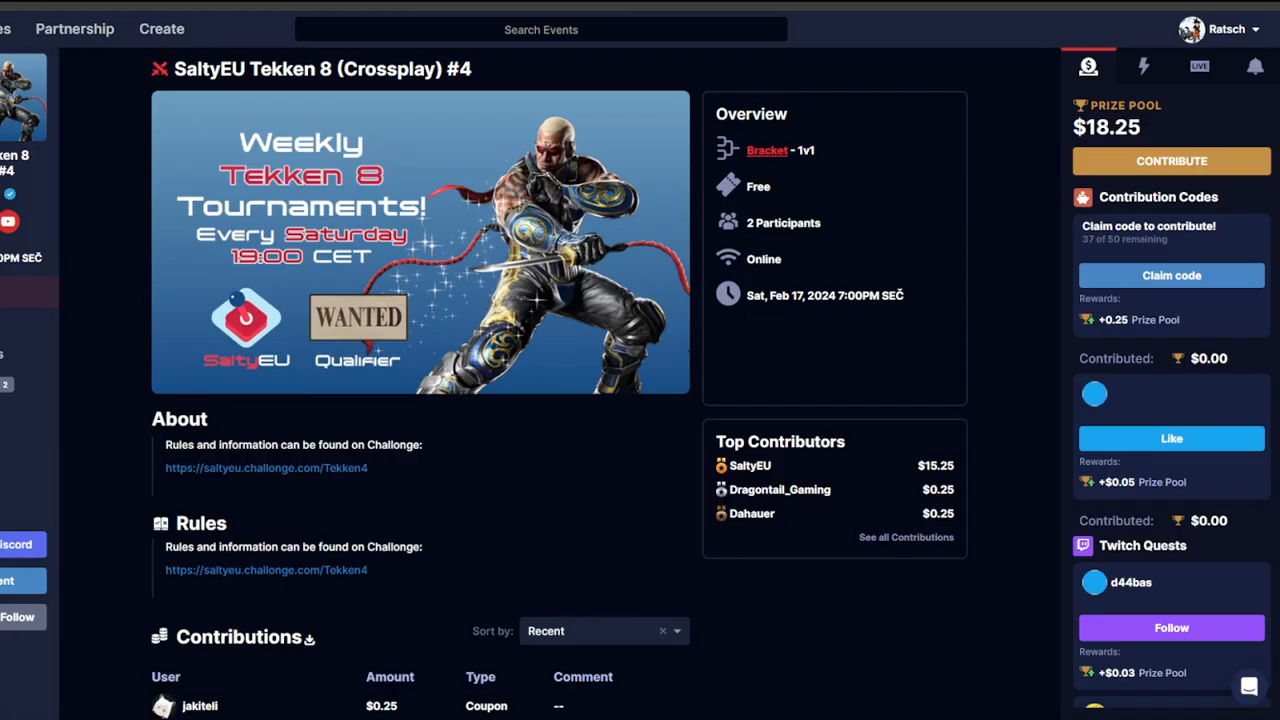 es Partnership Create Search Events Ratsch
ken 8
#4
0PM SEČ
s
2
iscord
ent
Follow
SaltyEU Tekken 8 (Crossplay) #4
Weekly
Tekken 8
Tournaments!
Every Saturday
19:00 CET
WANTED
SaltyEU Qualifier
About
Rules and information can be found on Challonge:
https://saltyeu.challonge.com/Tekken4
Rules
Rules and information can be found on Challonge:
https://saltyeu.challonge.com/Tekken4
Contributions
Sort by: Recent
User Amount Type Comment
jakiteli $0.25 Coupon --
Overview
Bracket - 1v1
Free
2 Participants
Online
Sat, Feb 17, 2024 7:00PM SEČ
Top Contributors
SaltyEU $15.25
Dragontail_Gaming $0.25
Dahauer $0.25
See all Contributions
LIVE
PRIZE POOL
$18.25
CONTRIBUTE
Contribution Codes
Claim code to contribute!
37 of 50 remaining
Claim code
Rewards:
+0.25 Prize Pool
Contributed: $0.00
Like
Rewards:
+$0.05 Prize Pool
Contributed: $0.00
Twitch Quests
d44bas
Follow
Rewards:
+$0.03 Prize Pool